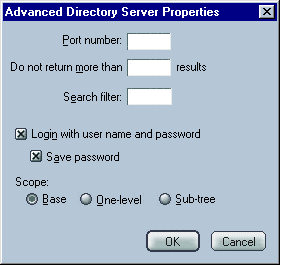 Advanced Directory Server Properties
Port number:
Do not return more than results
Search filter:
Login with user name and password
Save password
Scope:
Base One-level Sub-tree
OK Cancel